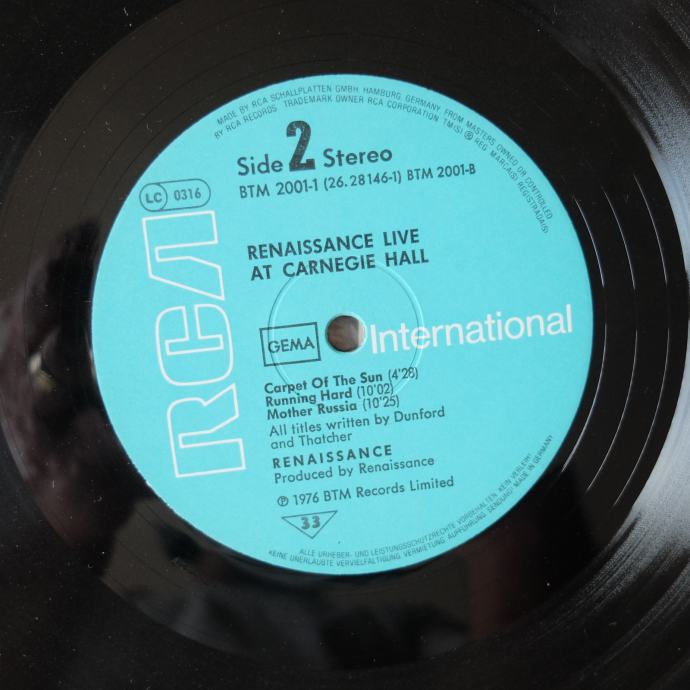 MADE BY RCA SCHALLPLATTEN GMBH, HAMBURG, GERMANY, FROM MASTERS OWNED OR CONTROLLED
BY RCA RECORDS TRADEMARK OWNER RCA CORPORATION TM(S) ® REG. MARCA(S) REGISTRADA(S)
Side 2 Stereo
BTM 2001-1 (26.28146-1) BTM 2001-B
LC 0316
RCA
RENAISSANCE LIVE
AT CARNEGIE HALL
GEMA
International
Carpet Of The Sun (4'28)
Running Hard (10'02)
Mother Russia (10'25)
All titles written by Dunford
and Thatcher
RENAISSANCE
Produced by Renaissance
℗ 1976 BTM Records Limited
33
ALLE URHEBER- UND LEISTUNGSSCHUTZRECHTE VORBEHALTEN. KEIN VERLEIH!
KEINE UNERLAUBTE VERVIELFÄLTIGUNG, VERMIETUNG, AUFFÜHRUNG, SENDUNG! MADE IN GERMANY